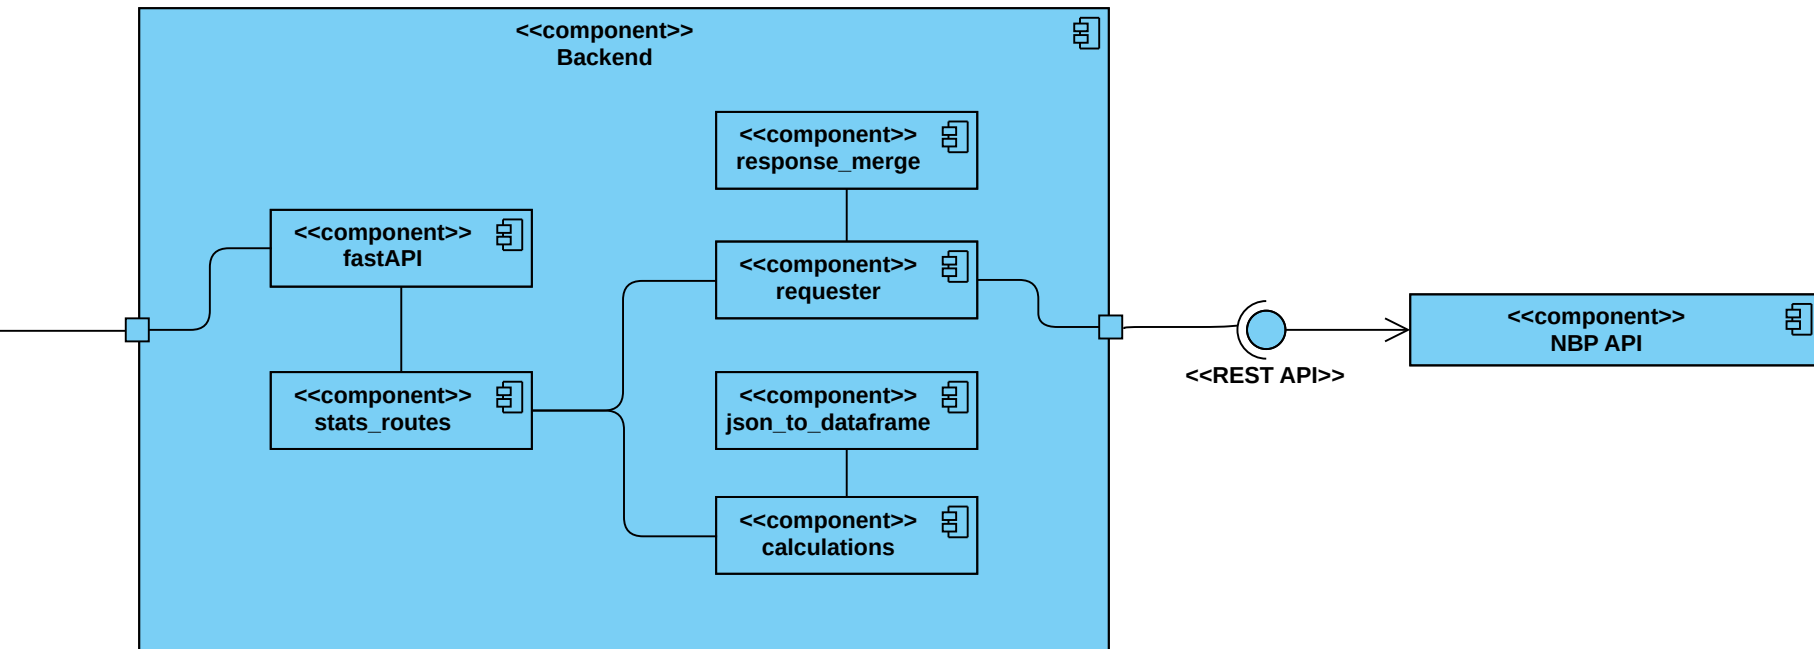 <<component>>
Backend
<<component>>
response_merge
<<component>>
fastAPI
<<component>>
requester
<<component>>
NBP API
<<REST API>>
<<component>>
stats_routes
<<component>>
json_to_dataframe
<<component>>
calculations